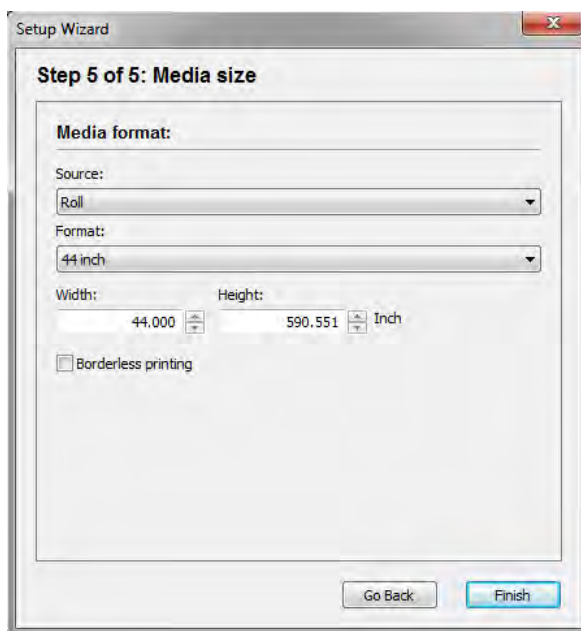 Setup Wizard
Step 5 of 5: Media size
Media format:
Source:
Roll
Format:
44 inch
Width: Height:
44.000 590.551 Inch
Borderless printing
Go Back Finish